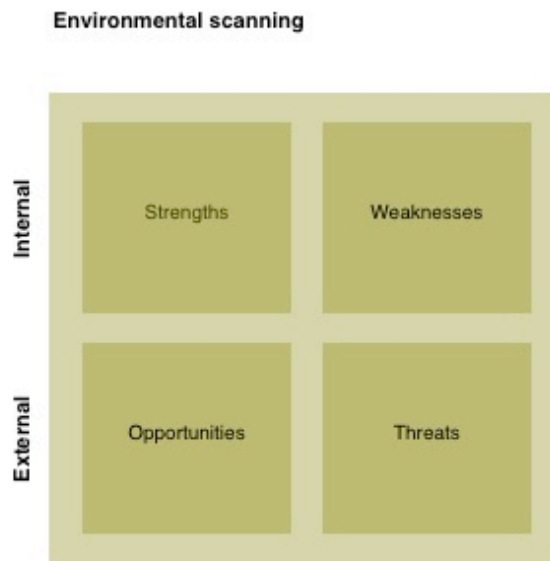 Environmental scanning
Internal
Strengths
Weaknesses
External
Opportunities
Threats